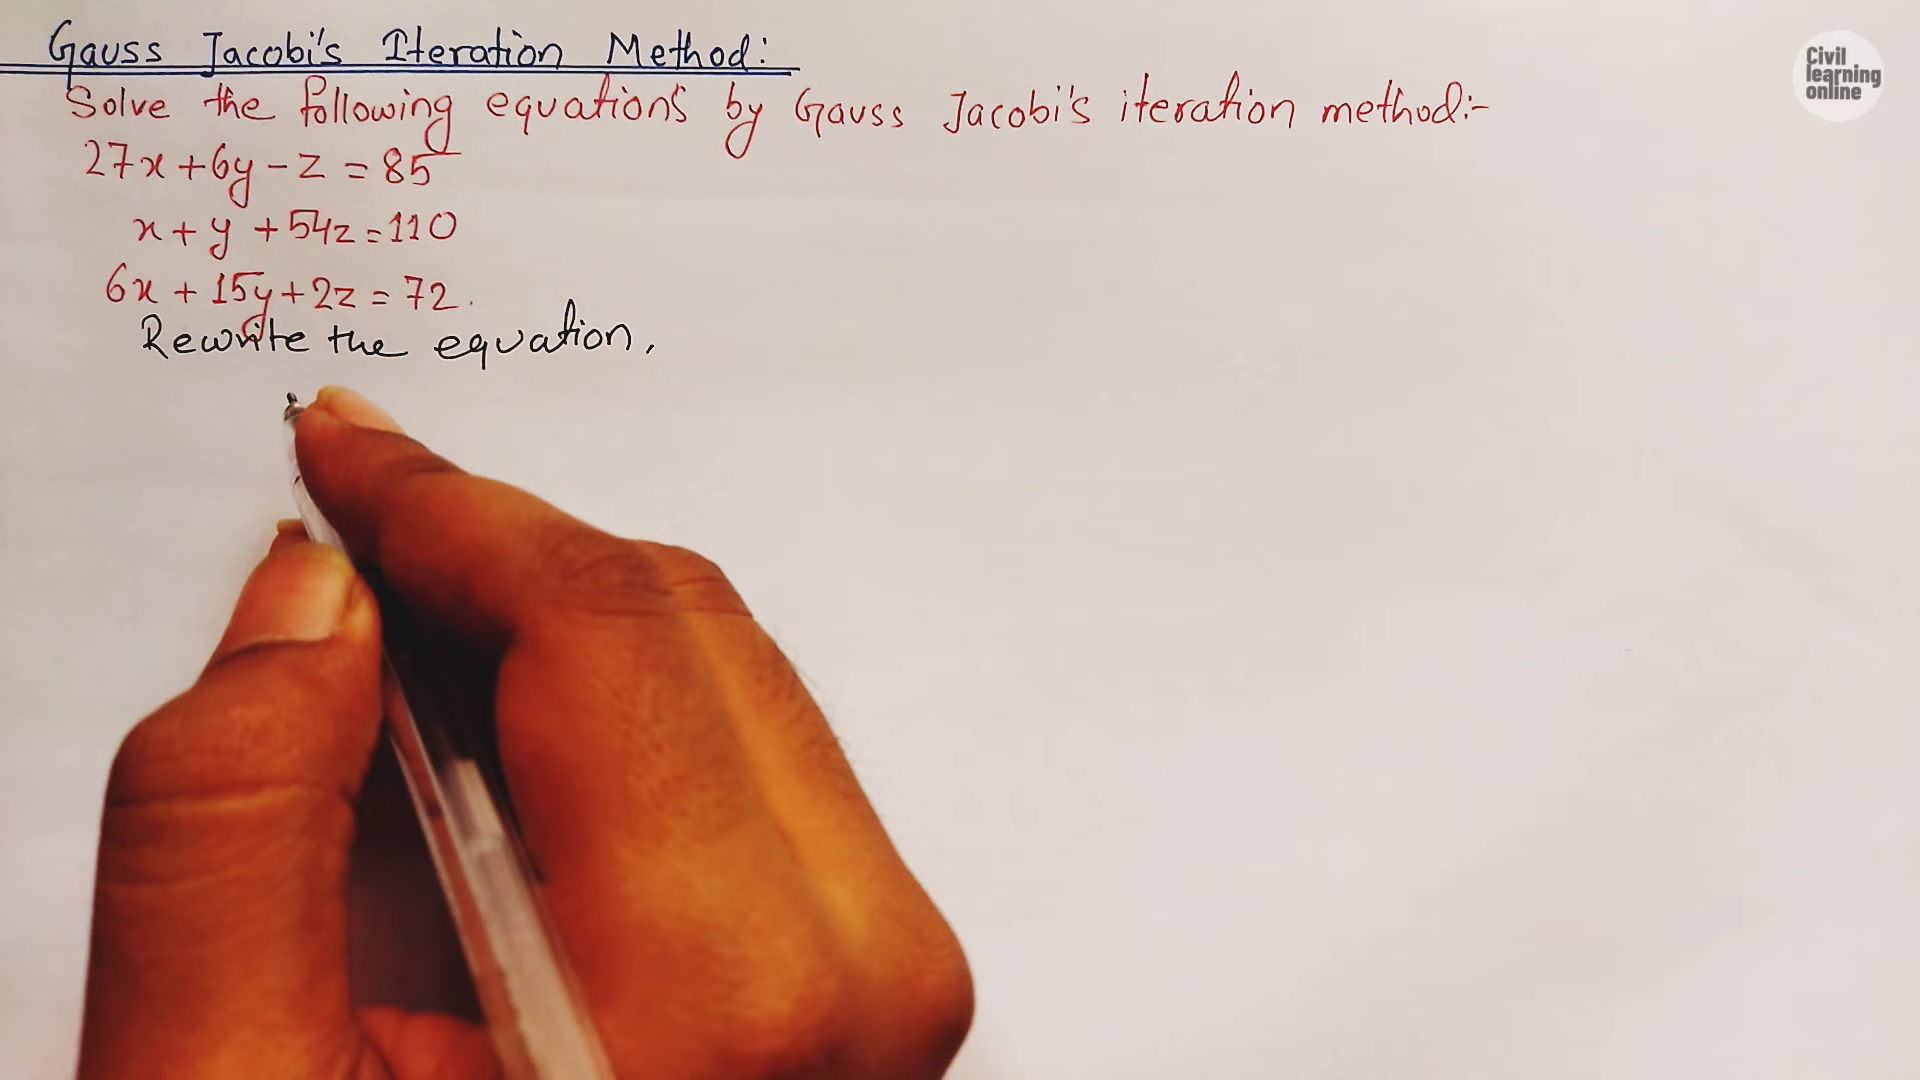 Gauss Jacobi's Iteration Method:
Solve the following equations by Gauss Jacobi's iteration method:-
27x + 6y - z = 85
x + y + 54z = 110
6x + 15y + 2z = 72.
Rewrite the equation,
Civil
learning
online